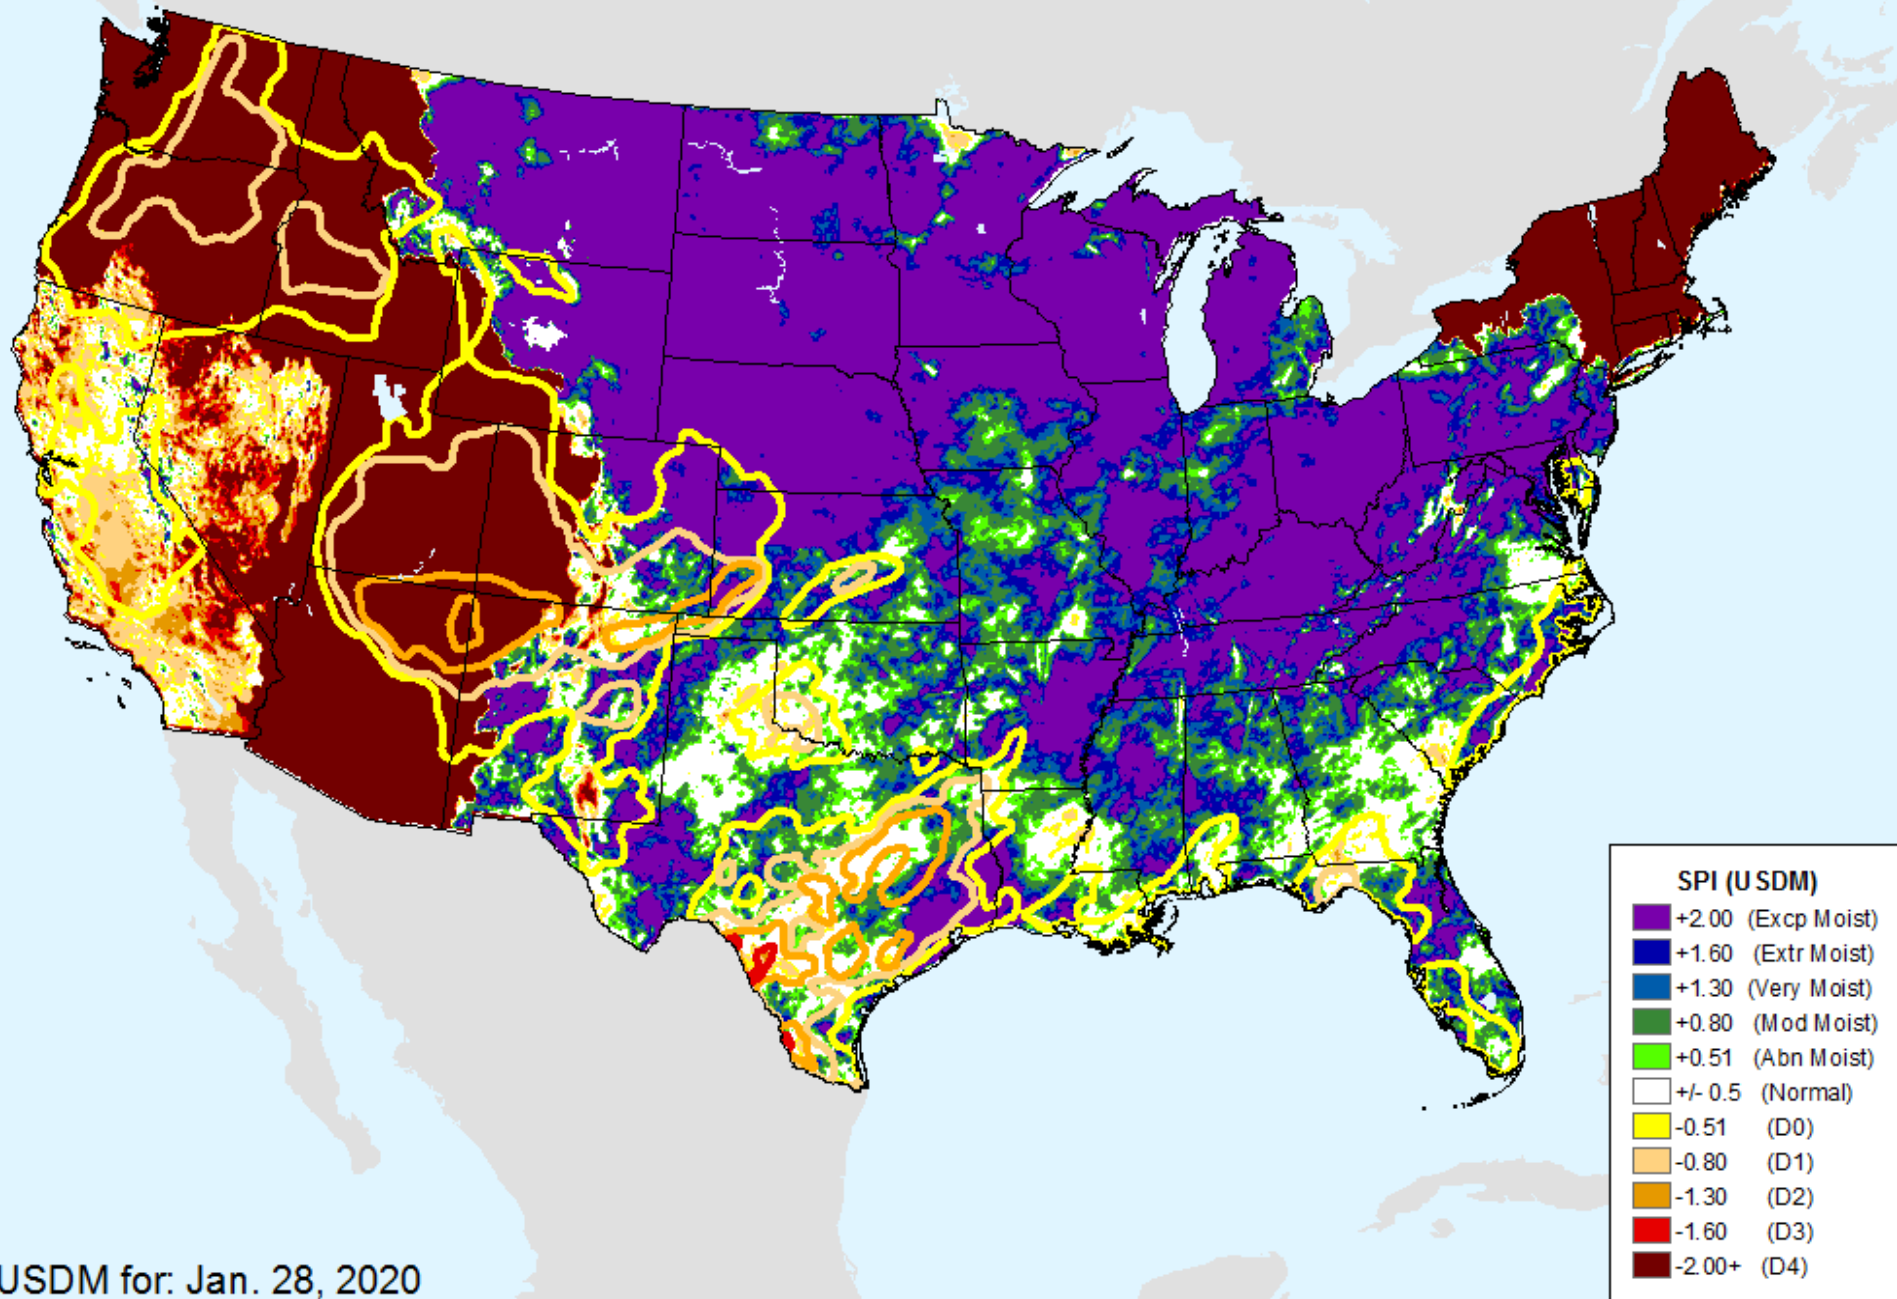 SPI (USDM)
+2.00 (Excp Moist)
+1.60 (Extr Moist)
+1.30 (Very Moist)
+0.80 (Mod Moist)
+0.51 (Abn Moist)
+/- 0.5 (Normal)
-0.51 (D0)
-0.80 (D1)
-1.30 (D2)
-1.60 (D3)
-2.00+ (D4)
USDM for: Jan. 28, 2020